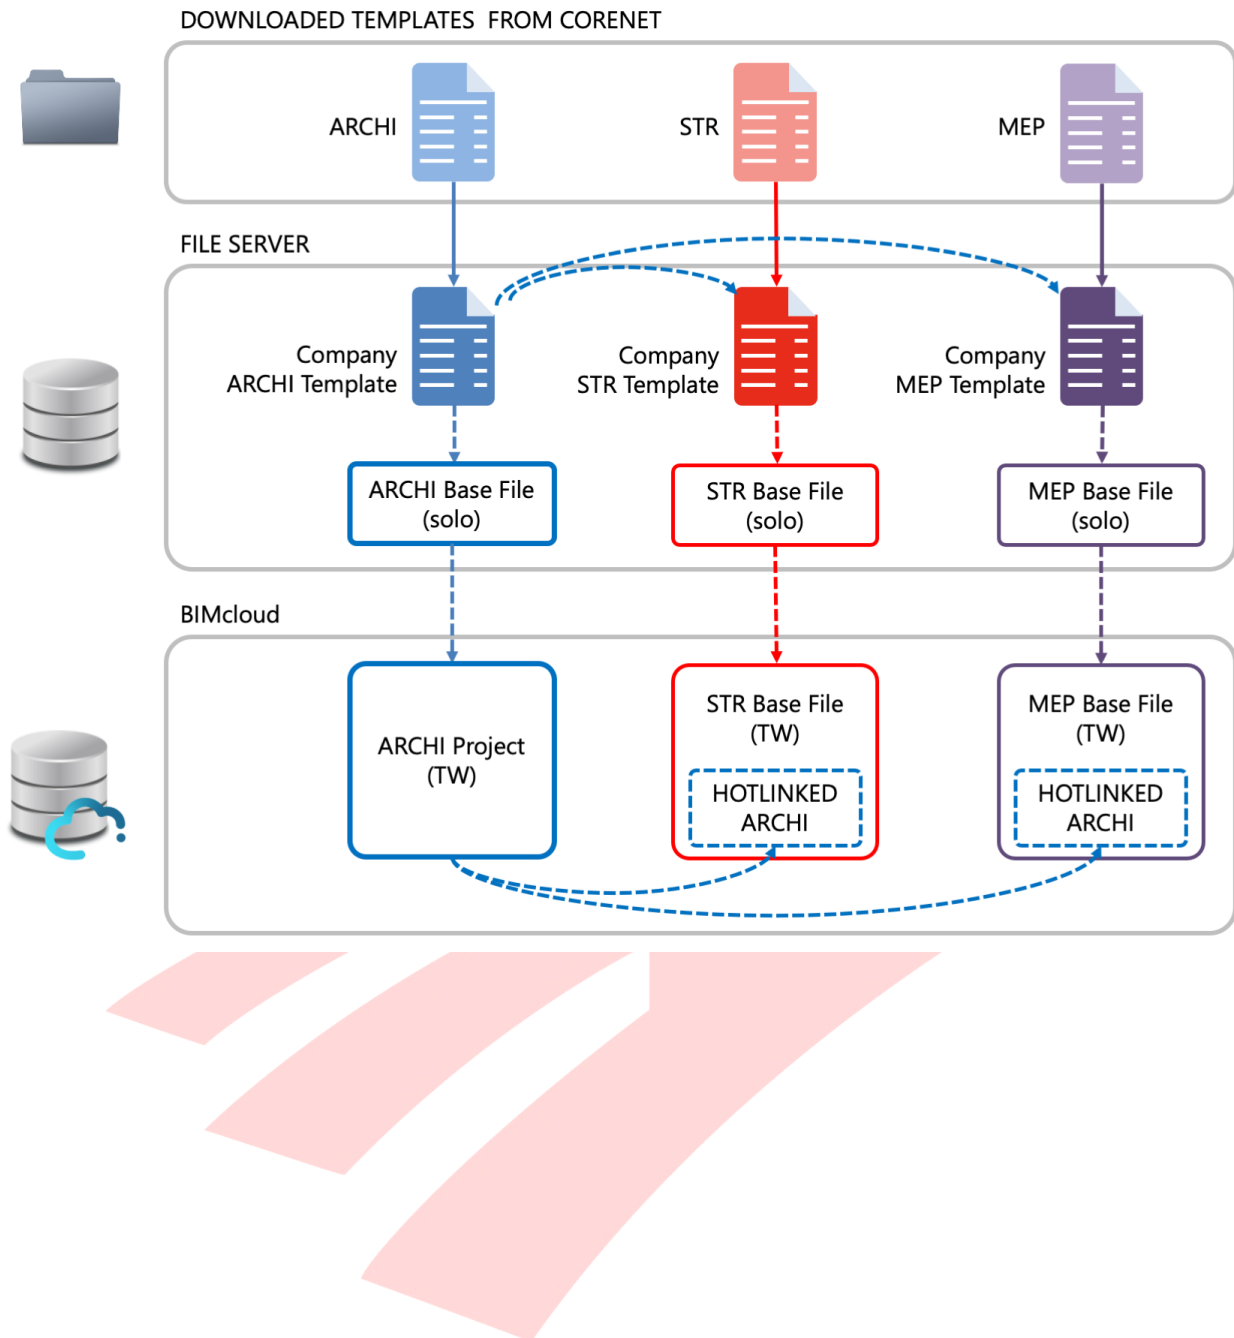 DOWNLOADED TEMPLATES FROM CORENET
ARCHI
STR
MEP
FILE SERVER
Company
ARCHI Template
Company
STR Template
Company
MEP Template
ARCHI Base File
(solo)
STR Base File
(solo)
MEP Base File
(solo)
BIMcloud
ARCHI Project
(TW)
STR Base File
(TW)
HOTLINKED
ARCHI
MEP Base File
(TW)
HOTLINKED
ARCHI